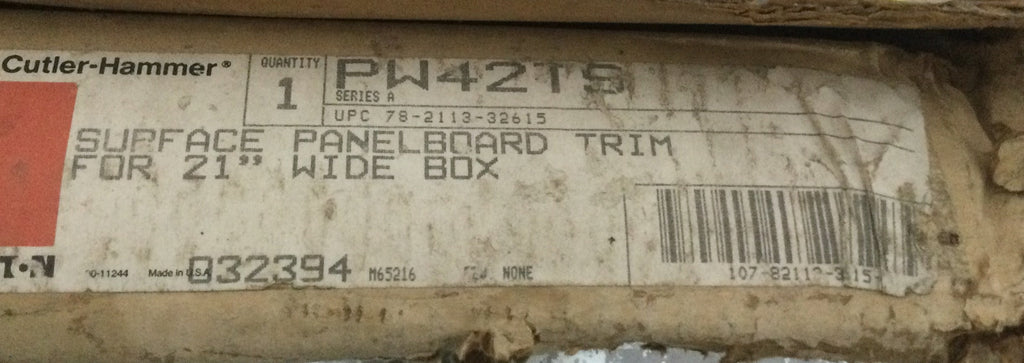 Cutler-Hammer®
QUANTITY
1
PW42TS
SERIES A
UPC 78-2113-32615
SURFACE PANELBOARD TRIM
FOR 21" WIDE BOX
T•N
Made in U.S.A
032394
M65216
NONE